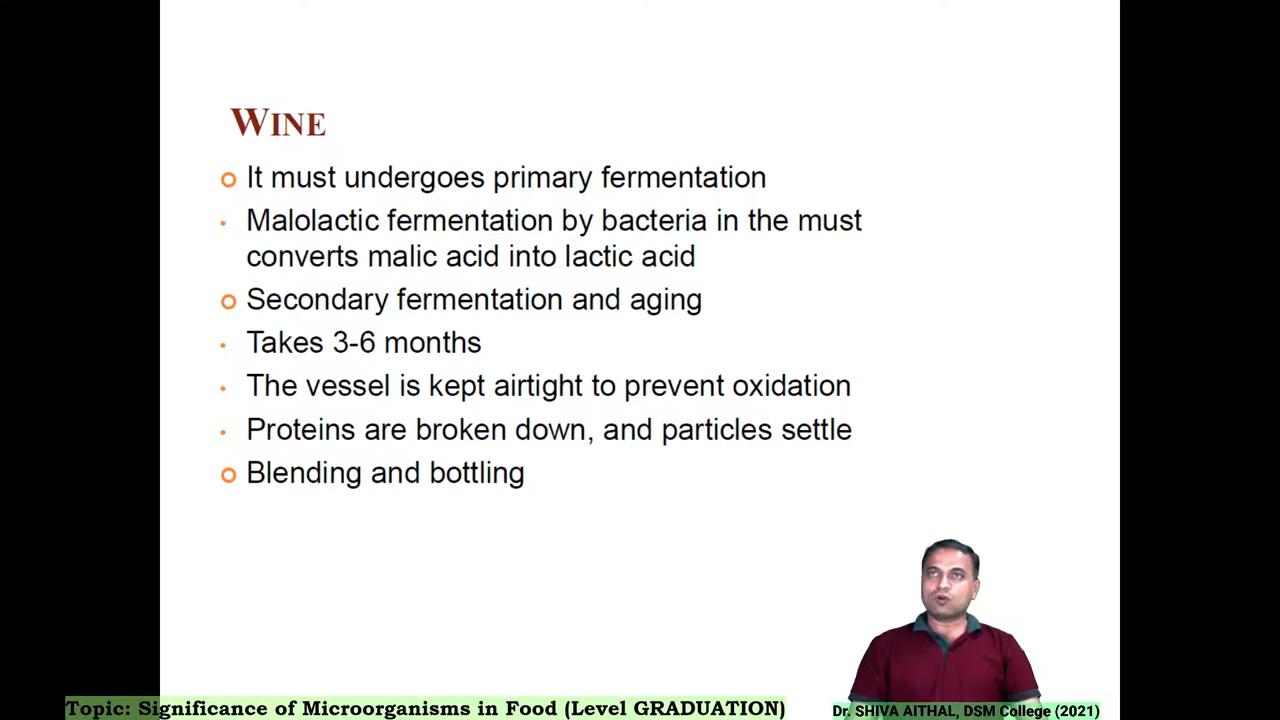 WINE
It must undergoes primary fermentation
Malolactic fermentation by bacteria in the must
converts malic acid into lactic acid
Secondary fermentation and aging
Takes 3-6 months
The vessel is kept airtight to prevent oxidation
Proteins are broken down, and particles settle
Blending and bottling
Topic: Significance of Microorganisms in Food (Level GRADUATION)
Dr. SHIVA AITHAL, DSM College (2021)